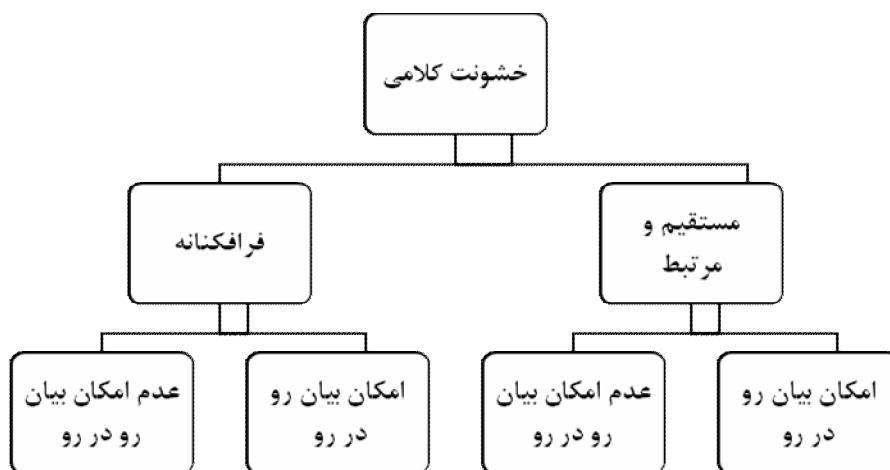 خشونت کلامی
مستقیم و
مرتبط
فرافکنانه
امکان بیان رو
در رو
عدم امکان بیان
رو در رو
امکان بیان رو
در رو
عدم امکان بیان
رو در رو